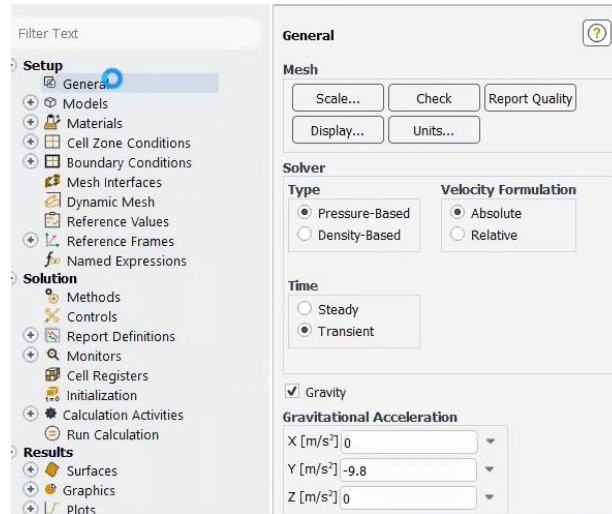 Filter Text
Setup
General
Models
Materials
Cell Zone Conditions
Boundary Conditions
Mesh Interfaces
Dynamic Mesh
Reference Values
Reference Frames
Named Expressions
Solution
Methods
Controls
Report Definitions
Monitors
Cell Registers
Initialization
Calculation Activities
Run Calculation
Results
Surfaces
Graphics
Plots
General
?
Mesh
Scale... Check Report Quality
Display... Units...
Solver
Type Velocity Formulation
Pressure-Based Absolute
Density-Based Relative
Time
Steady
Transient
Gravity
Gravitational Acceleration
X [m/s²] 0
Y [m/s²] -9.8
Z [m/s²] 0